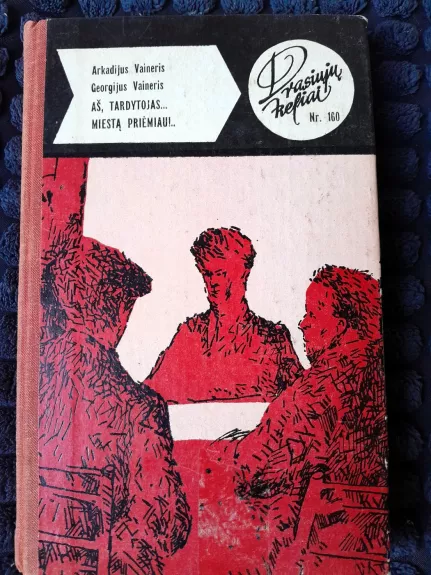 Arkadijus Vaineris
Georgijus Vaineris
AŠ, TARDYTOJAS...
MIESTĄ PRIĖMIAU!..
Drąsiųjų
keliai
Nr. 160